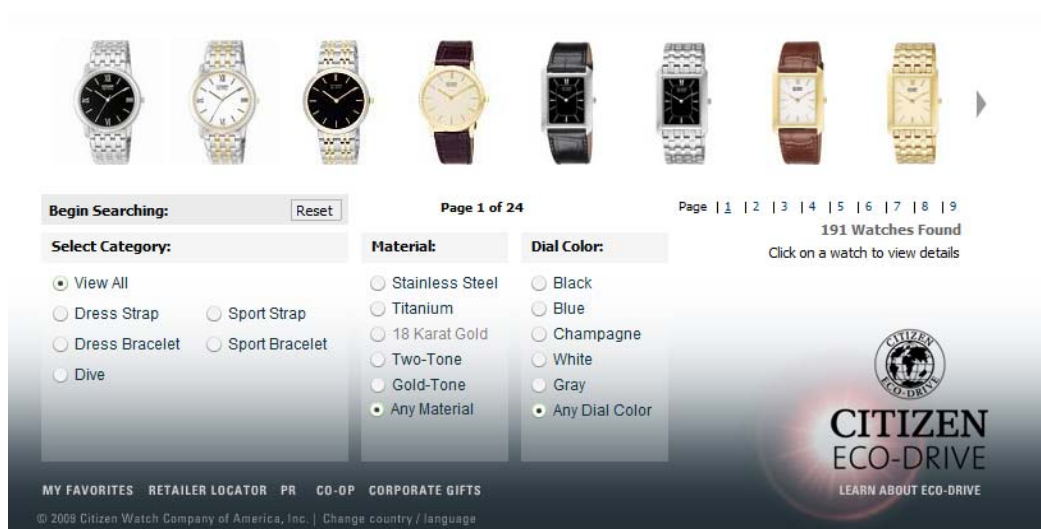 Begin Searching: Reset
Page 1 of 24
Page | 1 | 2 | 3 | 4 | 5 | 6 | 7 | 8 | 9
191 Watches Found
Click on a watch to view details
Select Category:
View All
Dress Strap Sport Strap
Dress Bracelet Sport Bracelet
Dive
Material:
Stainless Steel
Titanium
18 Karat Gold
Two-Tone
Gold-Tone
Any Material
Dial Color:
Black
Blue
Champagne
White
Gray
Any Dial Color
CITIZEN
ECO-DRIVE
CITIZEN
ECO-DRIVE
LEARN ABOUT ECO-DRIVE
MY FAVORITES RETAILER LOCATOR PR CO-OP CORPORATE GIFTS
© 2009 Citizen Watch Company of America, Inc. | Change country / language